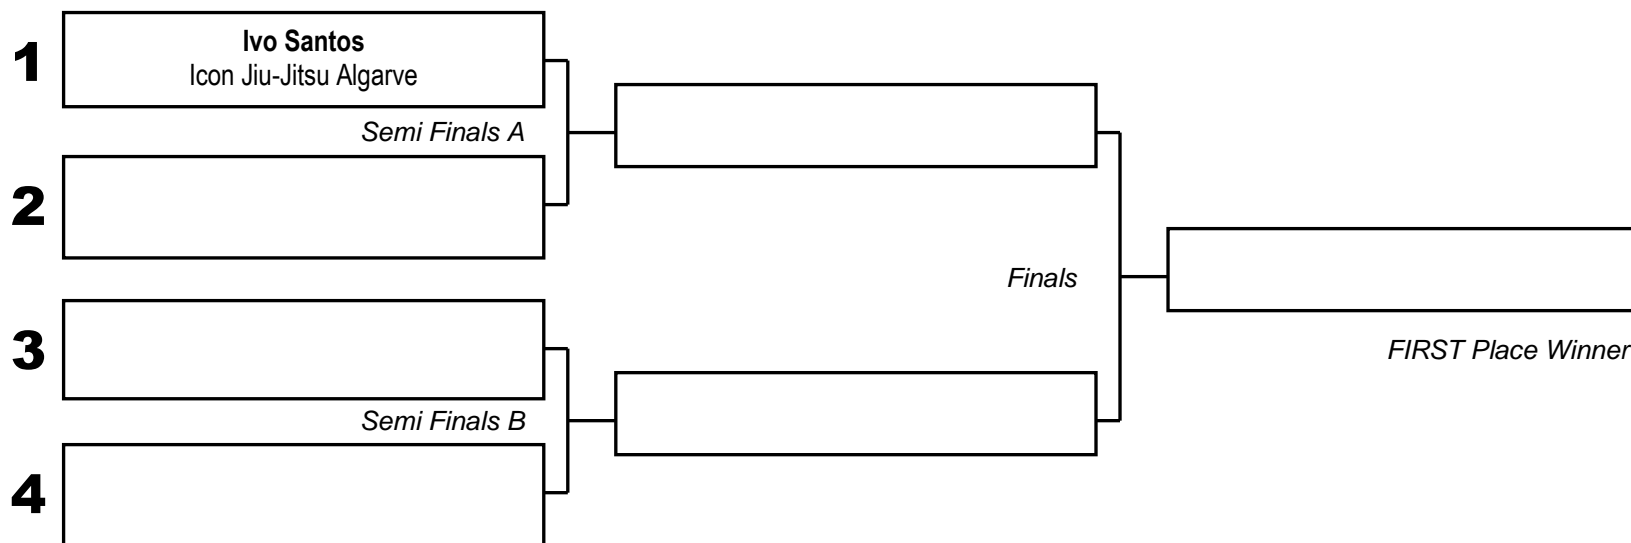 1
Ivo Santos
Icon Jiu-Jitsu Algarve
Semi Finals A
2
Finals
3
FIRST Place Winner
Semi Finals B
4